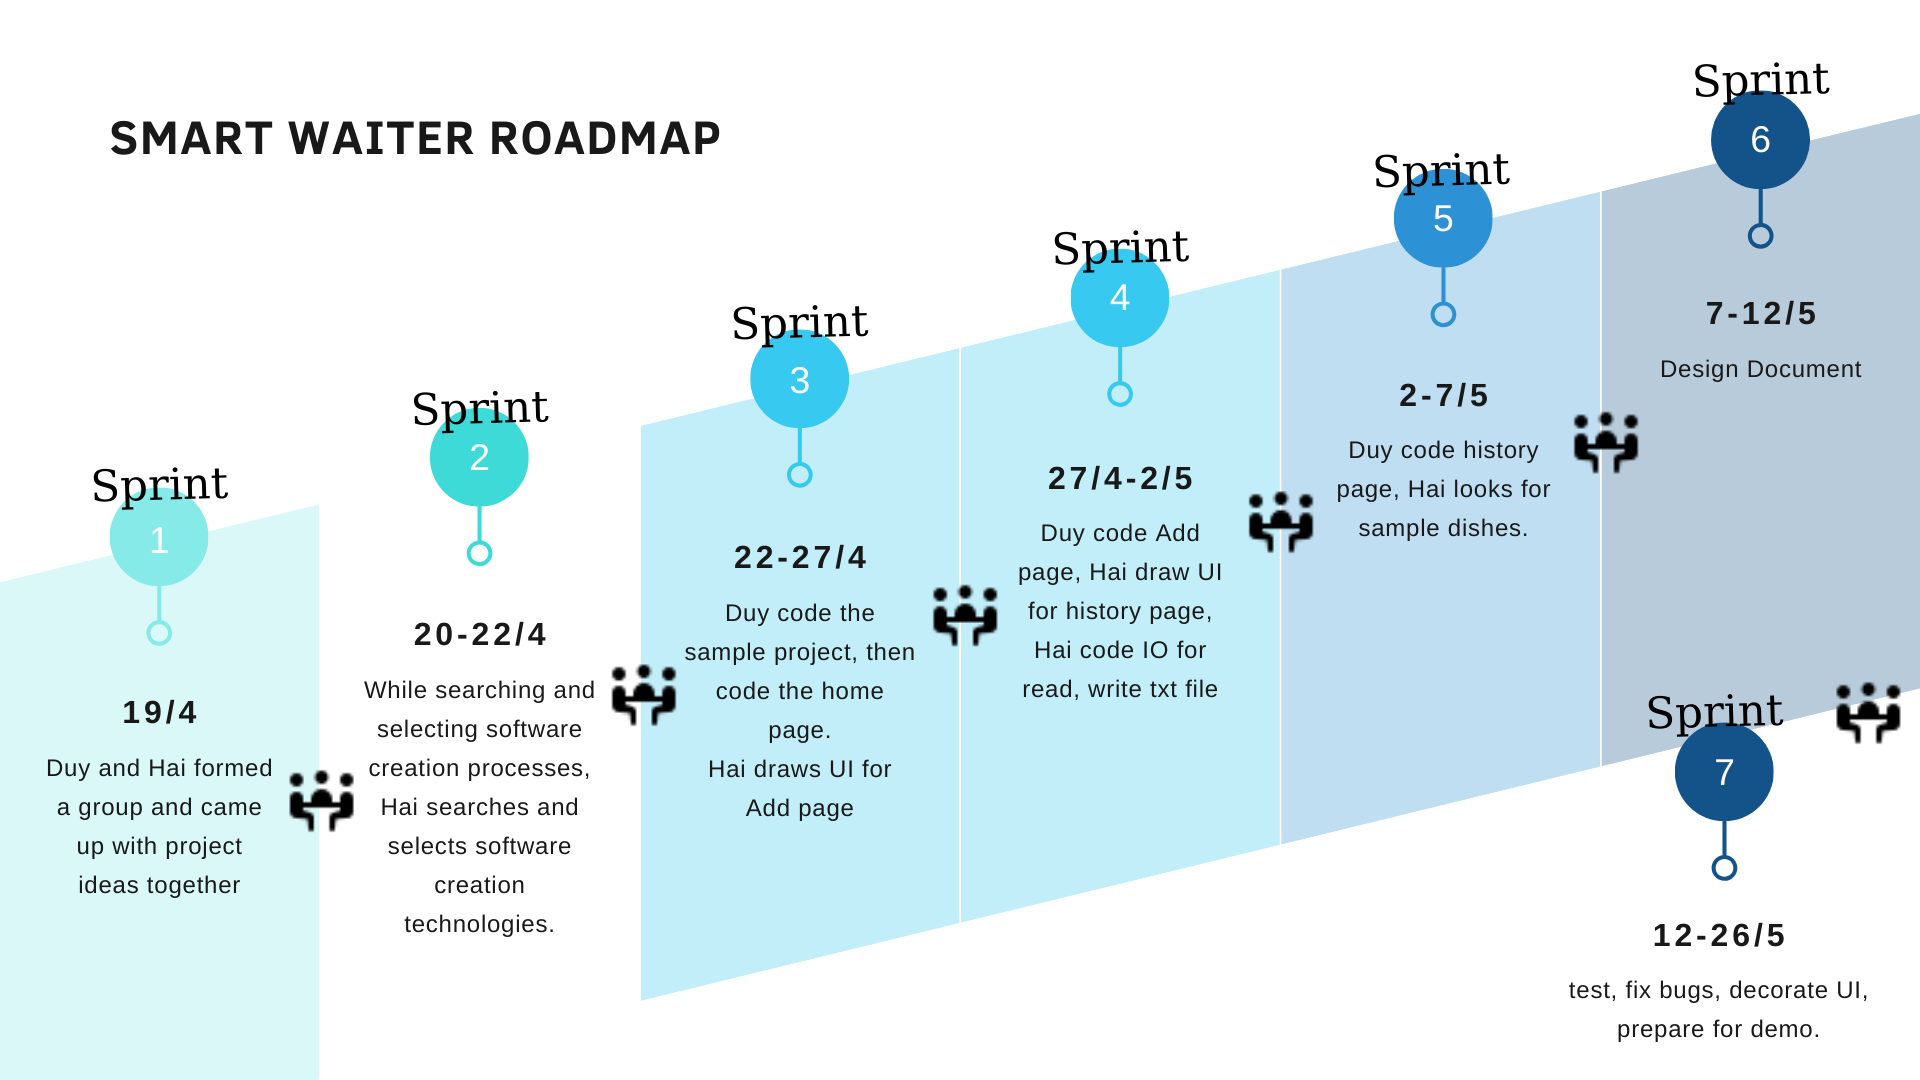 SMART WAITER ROADMAP
Sprint
1
19/4
Duy and Hai formed
a group and came
up with project
ideas together
Sprint
2
20-22/4
While searching and
selecting software
creation processes,
Hai searches and
selects software
creation
technologies.
Sprint
3
22-27/4
Duy code the
sample project, then
code the home
page.
Hai draws UI for
Add page
Sprint
4
27/4-2/5
Duy code Add
page, Hai draw UI
for history page,
Hai code IO for
read, write txt file
Sprint
5
2-7/5
Duy code history
page, Hai looks for
sample dishes.
Sprint
6
7-12/5
Design Document
Sprint
7
12-26/5
test, fix bugs, decorate UI,
prepare for demo.